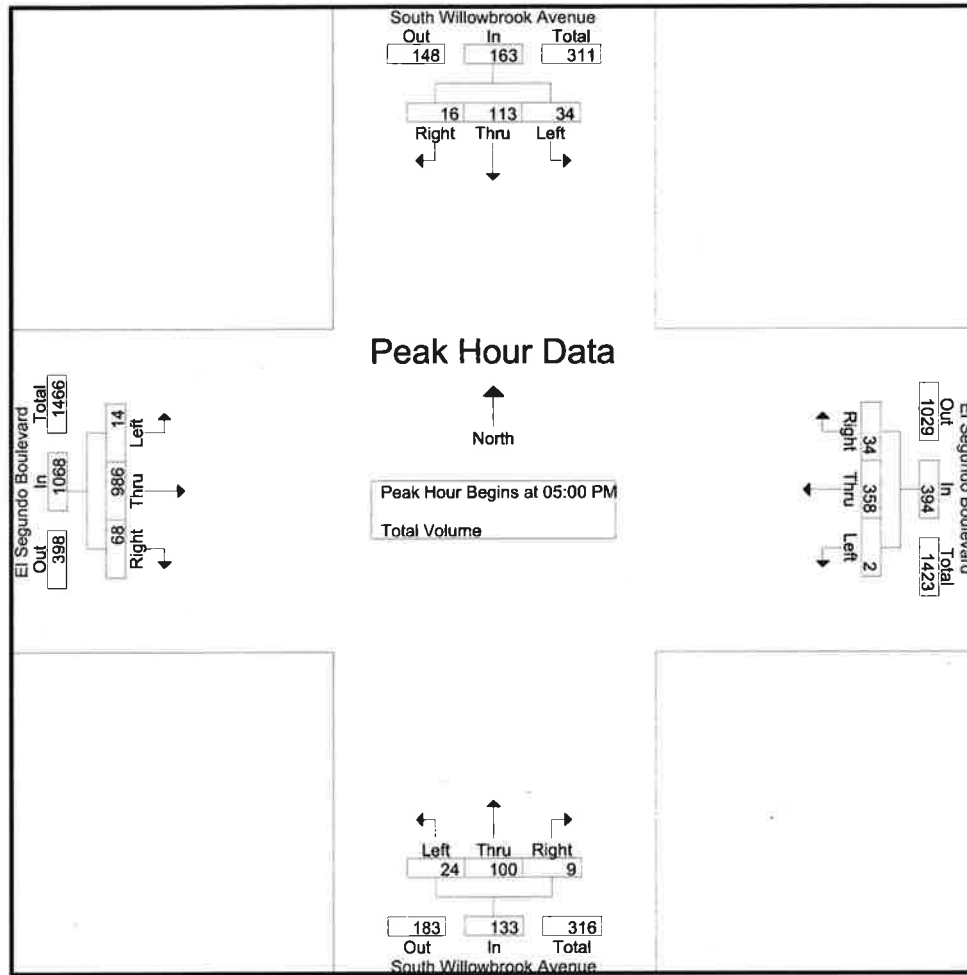 South Willowbrook Avenue
Out In Total
148 163 311
16 113 34
Right Thru Left
Peak Hour Data
North
Peak Hour Begins at 05:00 PM
Total Volume
El Segundo Boulevard
Total In Out
1466 1068 398
14 986 68
Left Thru Right
El Segundo Boulevard
Out In Total
1029 394 1423
34 358 2
Right Thru Left
Left Thru Right
24 100 9
183 133 316
Out In Total
South Willowbrook Avenue